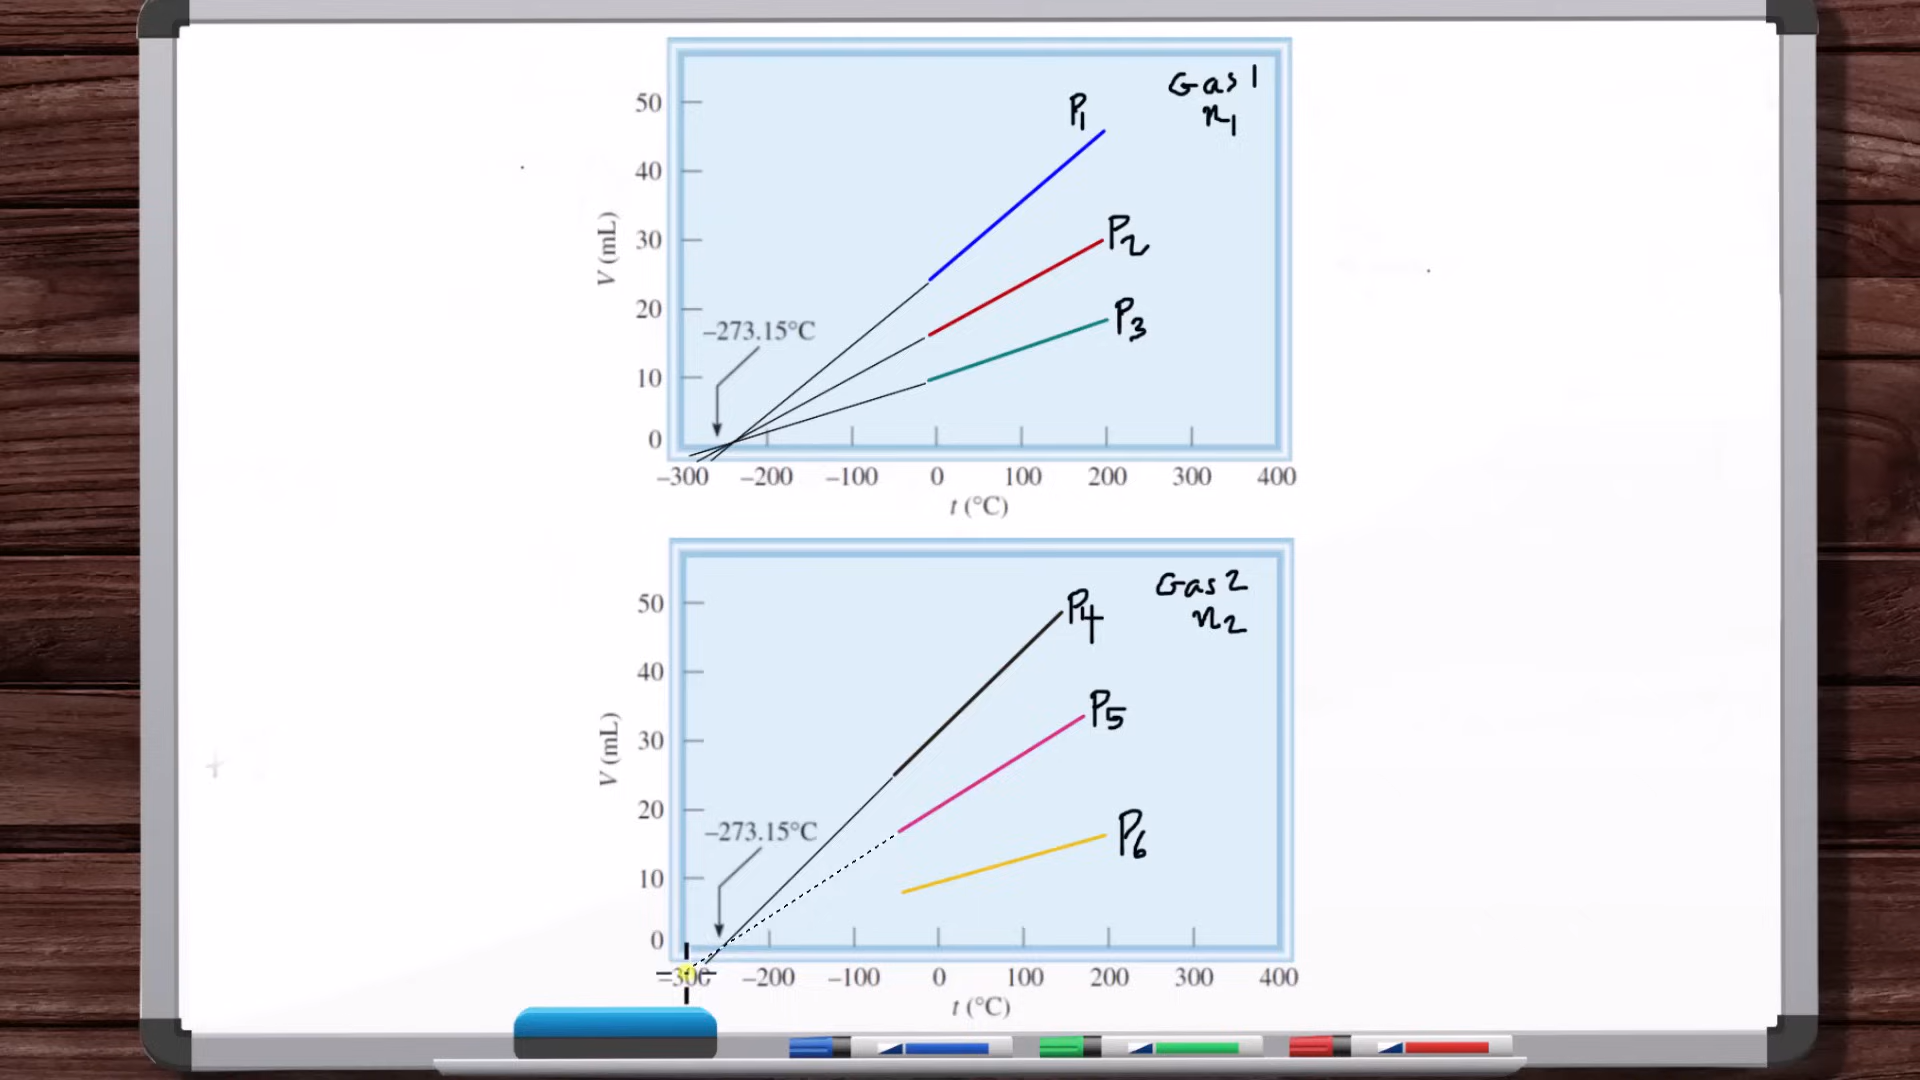 Gas 1
n₁
P₁
P₂
P₃
50
40
30
20
10
0
V (mL)
–273.15°C
–300 –200 –100 0 100 200 300 400
t (°C)
Gas 2
n₂
P₄
P₅
P₆
50
40
30
20
10
0
V (mL)
–273.15°C
–300 –200 –100 0 100 200 300 400
t (°C)